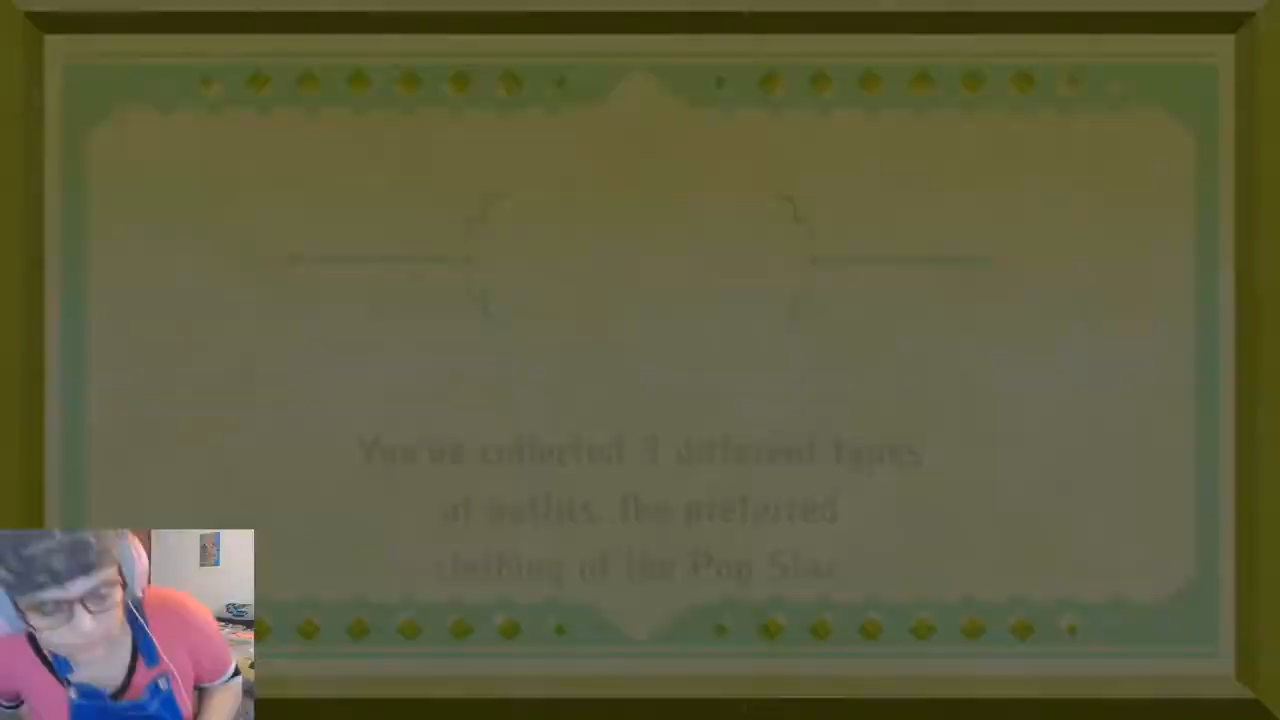 You've collected 3 different types
of outfits. The preferred
clothing of the Pop Star